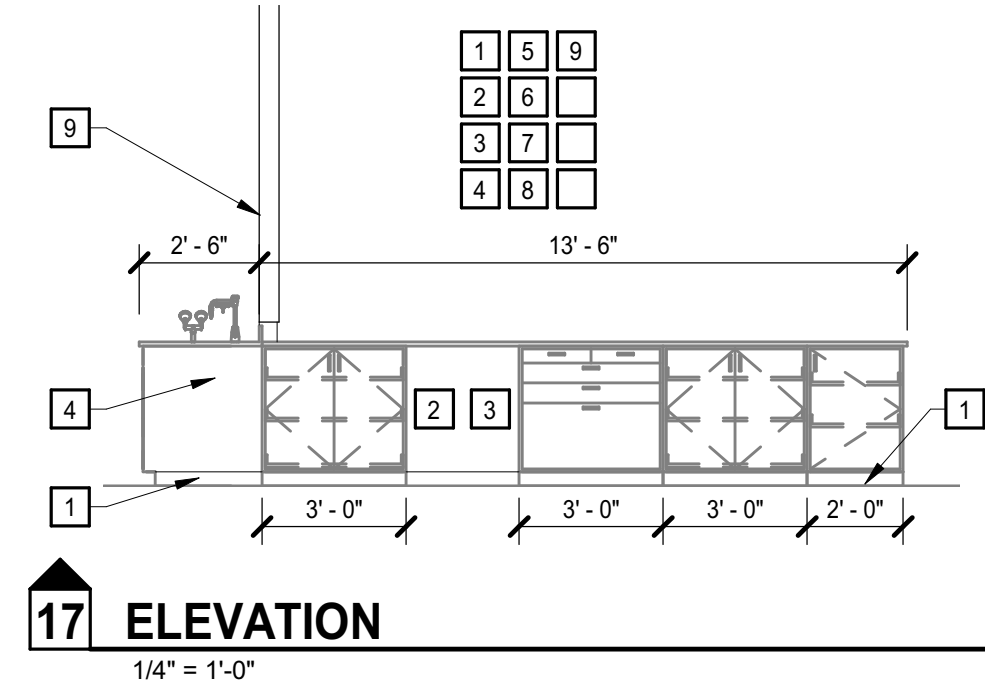 1 5 9
2 6
3 7
4 8
9
2' - 6" 13' - 6"
4 2 3 1
1
3' - 0" 3' - 0" 3' - 0" 2' - 0"
17 ELEVATION
1/4" = 1'-0"